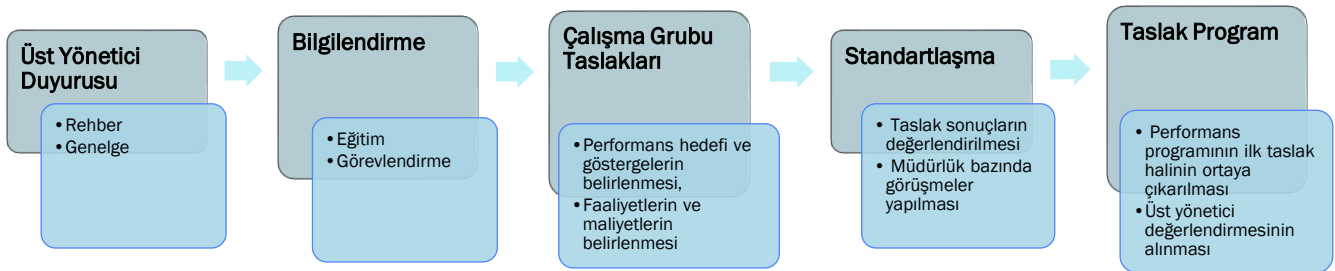 Üst Yönetici
Duyurusu
• Rehber
• Genelge
Bilgilendirme
• Eğitim
• Görevlendirme
Çalışma Grubu
Taslakları
• Performans hedefi ve
göstergelerin
belirlenmesi,
• Faaliyetlerin ve
maliyetlerin
belirlenmesi
Standartlaşma
• Taslak sonuçların
değerlendirilmesi
• Müdürlük bazında
görüşmeler
yapılması
Taslak Program
• Performans
programının ilk taslak
halinin ortaya
çıkarılması
• Üst yönetici
değerlendirmesinin
alınması